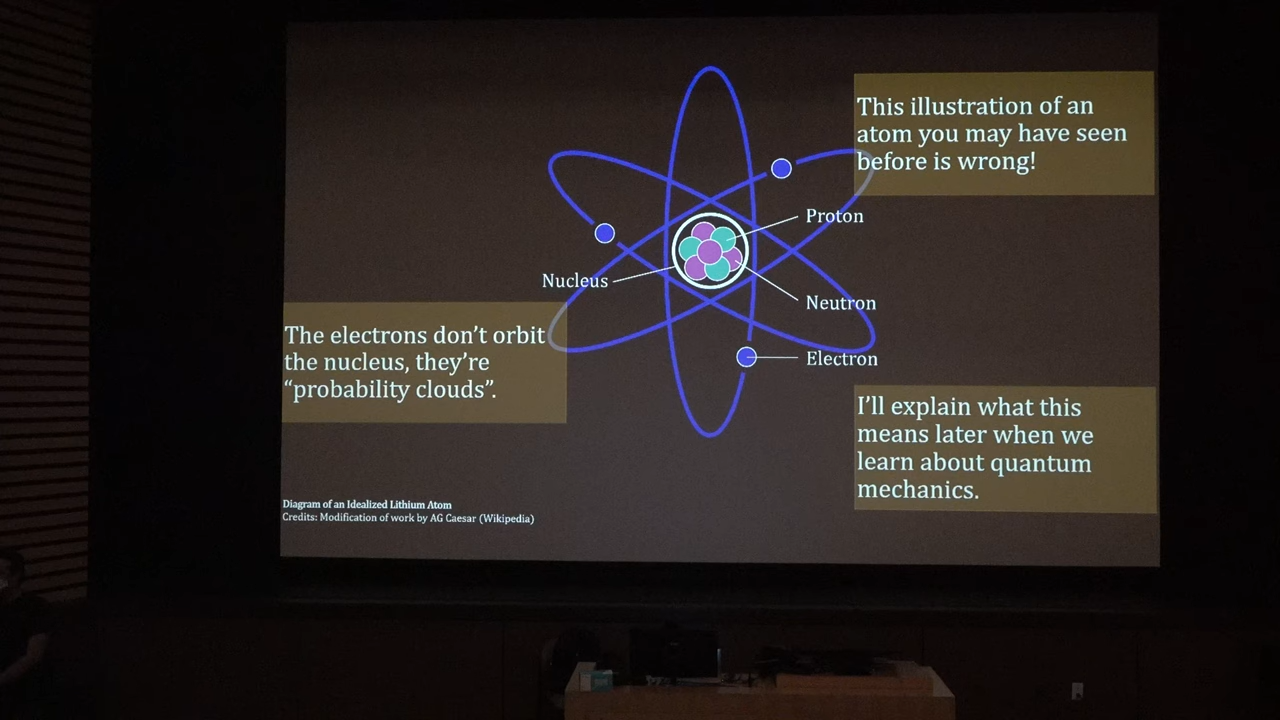 This illustration of an
atom you may have seen
before is wrong!
Proton
Nucleus
Neutron
The electrons don't orbit
the nucleus, they're
"probability clouds".
Electron
I'll explain what this
means later when we
learn about quantum
mechanics.
Diagram of an Idealized Lithium Atom
Credits: Modification of work by AG Caesar (Wikipedia)